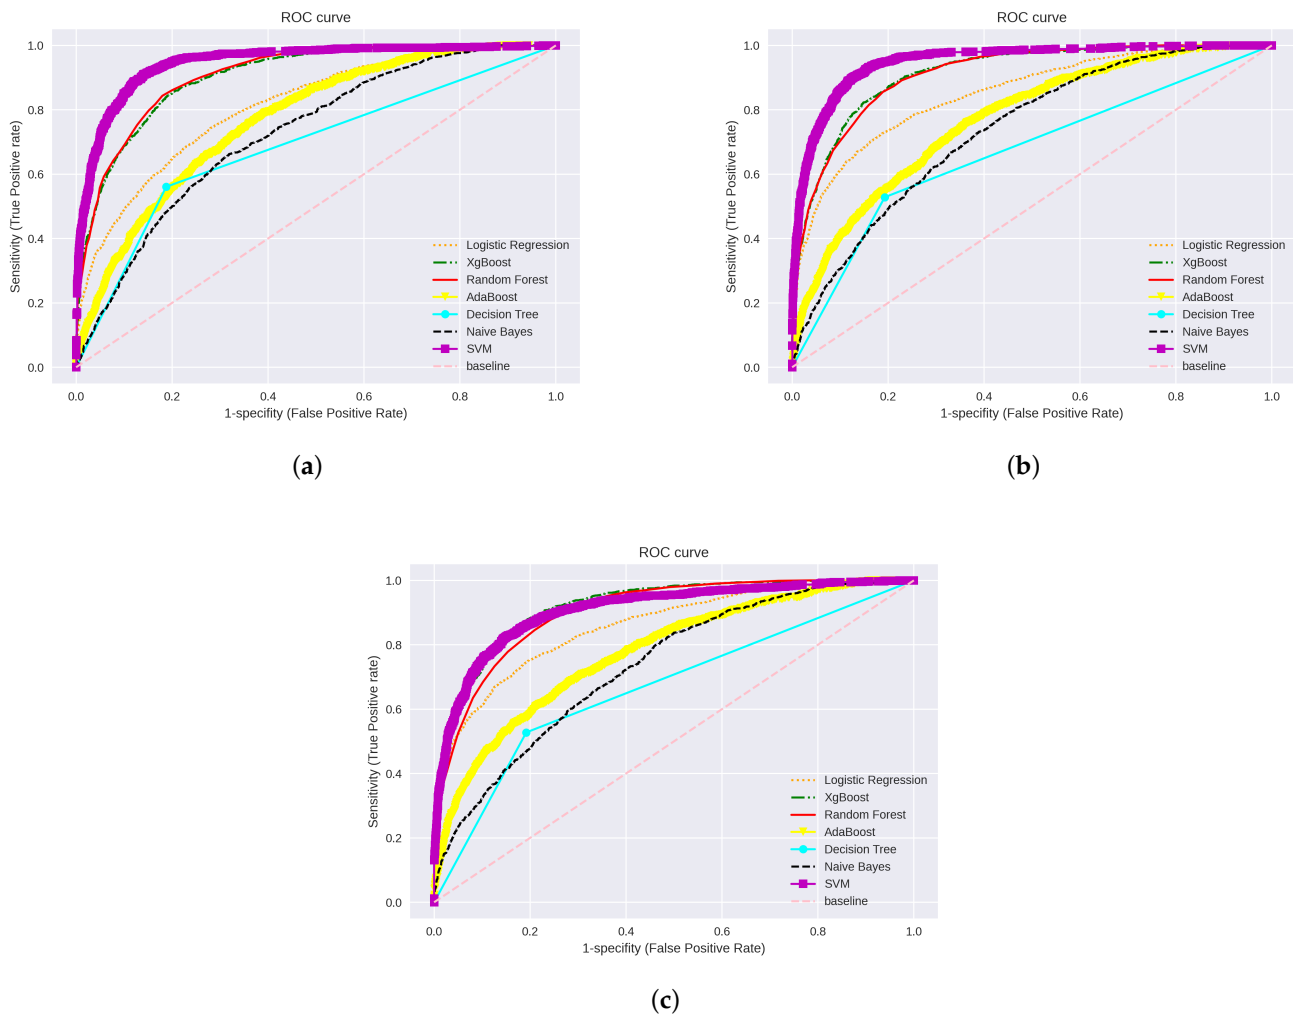 ROC curve
1.0
0.8
0.6
0.4
0.2
0.0
Sensitivity (True Positive rate)
Logistic Regression
XgBoost
Random Forest
AdaBoost
Decision Tree
Naive Bayes
SVM
baseline
0.0 0.2 0.4 0.6 0.8 1.0
1-specifity (False Positive Rate)
(a)
ROC curve
1.0
0.8
0.6
0.4
0.2
0.0
Sensitivity (True Positive rate)
Logistic Regression
XgBoost
Random Forest
AdaBoost
Decision Tree
Naive Bayes
SVM
baseline
0.0 0.2 0.4 0.6 0.8 1.0
1-specifity (False Positive Rate)
(b)
ROC curve
1.0
0.8
0.6
0.4
0.2
0.0
Sensitivity (True Positive rate)
Logistic Regression
XgBoost
Random Forest
AdaBoost
Decision Tree
Naive Bayes
SVM
baseline
0.0 0.2 0.4 0.6 0.8 1.0
1-specifity (False Positive Rate)
(c)